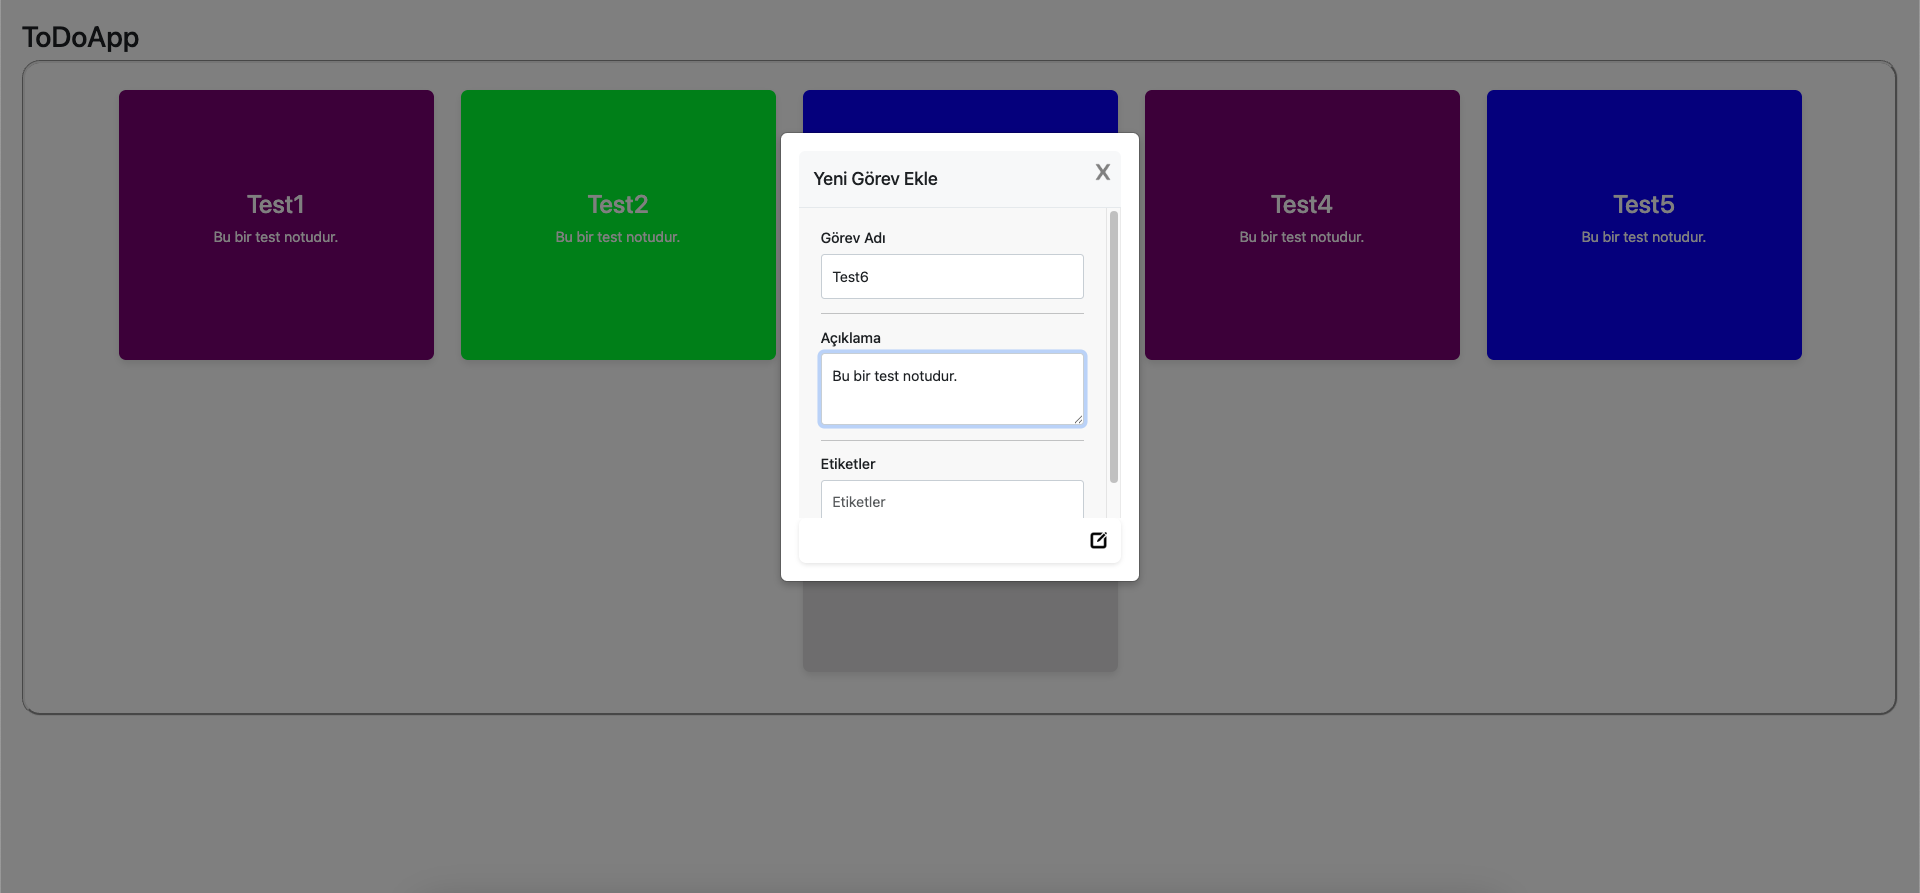 ToDoApp
Test1
Bu bir test notudur.
Test2
Bu bir test notudur.
Test4
Bu bir test notudur.
Test5
Bu bir test notudur.
Yeni Görev Ekle
X
Görev Adı
Test6
Açıklama
Bu bir test notudur.
Etiketler
Etiketler